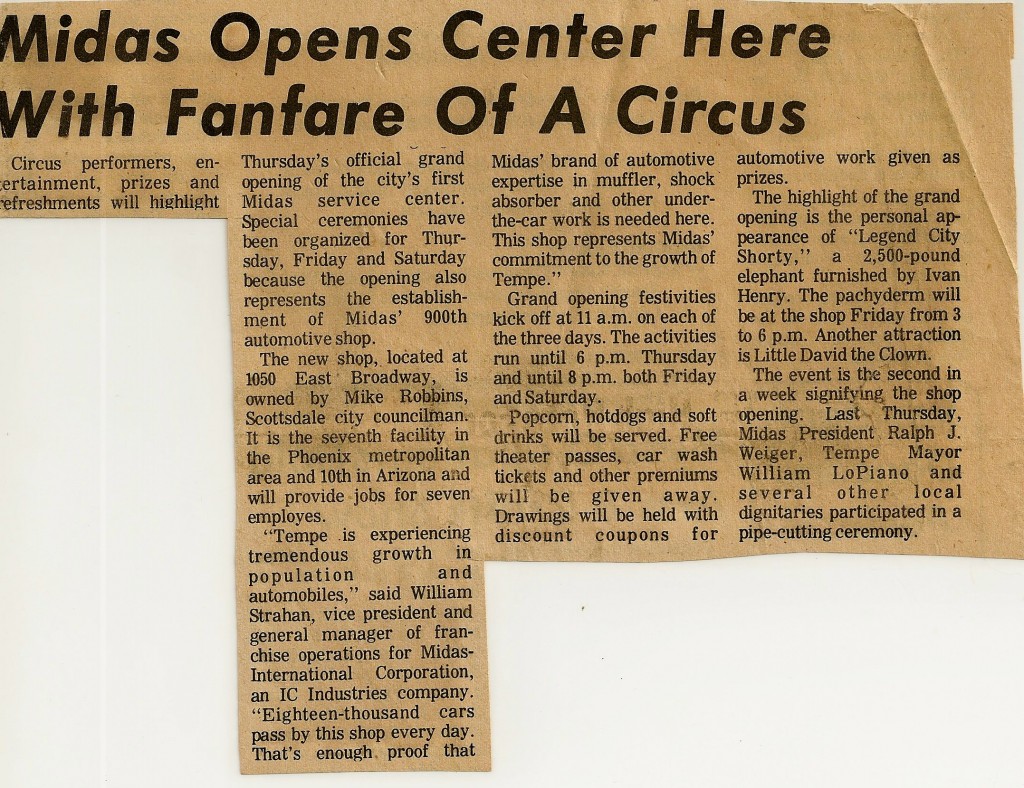 Midas Opens Center Here
With Fanfare Of A Circus
Circus performers, en-
tertainment, prizes and
refreshments will highlight
Thursday's official grand
opening of the city's first
Midas service center.
Special ceremonies have
been organized for Thur-
sday, Friday and Saturday
because the opening also
represents the establish-
ment of Midas' 900th
automotive shop.
The new shop, located at
1050 East Broadway, is
owned by Mike Robbins,
Scottsdale city councilman.
It is the seventh facility in
the Phoenix metropolitan
area and 10th in Arizona and
will provide jobs for seven
employes.
"Tempe is experiencing
tremendous growth in
population and
automobiles," said William
Strahan, vice president and
general manager of fran-
chise operations for Midas-
International Corporation,
an IC Industries company.
"Eighteen-thousand cars
pass by this shop every day.
That's enough proof that
Midas' brand of automotive
expertise in muffler, shock
absorber and other under-
the-car work is needed here.
This shop represents Midas'
commitment to the growth of
Tempe."
Grand opening festivities
kick off at 11 a.m. on each of
the three days. The activities
run until 6 p.m. Thursday
and until 8 p.m. both Friday
and Saturday.
Popcorn, hotdogs and soft
drinks will be served. Free
theater passes, car wash
tickets and other premiums
will be given away.
Drawings will be held with
discount coupons for
automotive work given as
prizes.
The highlight of the grand
opening is the personal ap-
pearance of "Legend City
Shorty," a 2,500-pound
elephant furnished by Ivan
Henry. The pachyderm will
be at the shop Friday from 3
to 6 p.m. Another attraction
is Little David the Clown.
The event is the second in
a week signifying the shop
opening. Last Thursday,
Midas President Ralph J.
Weiger, Tempe Mayor
William LoPiano and
several other local
dignitaries participated in a
pipe-cutting ceremony.